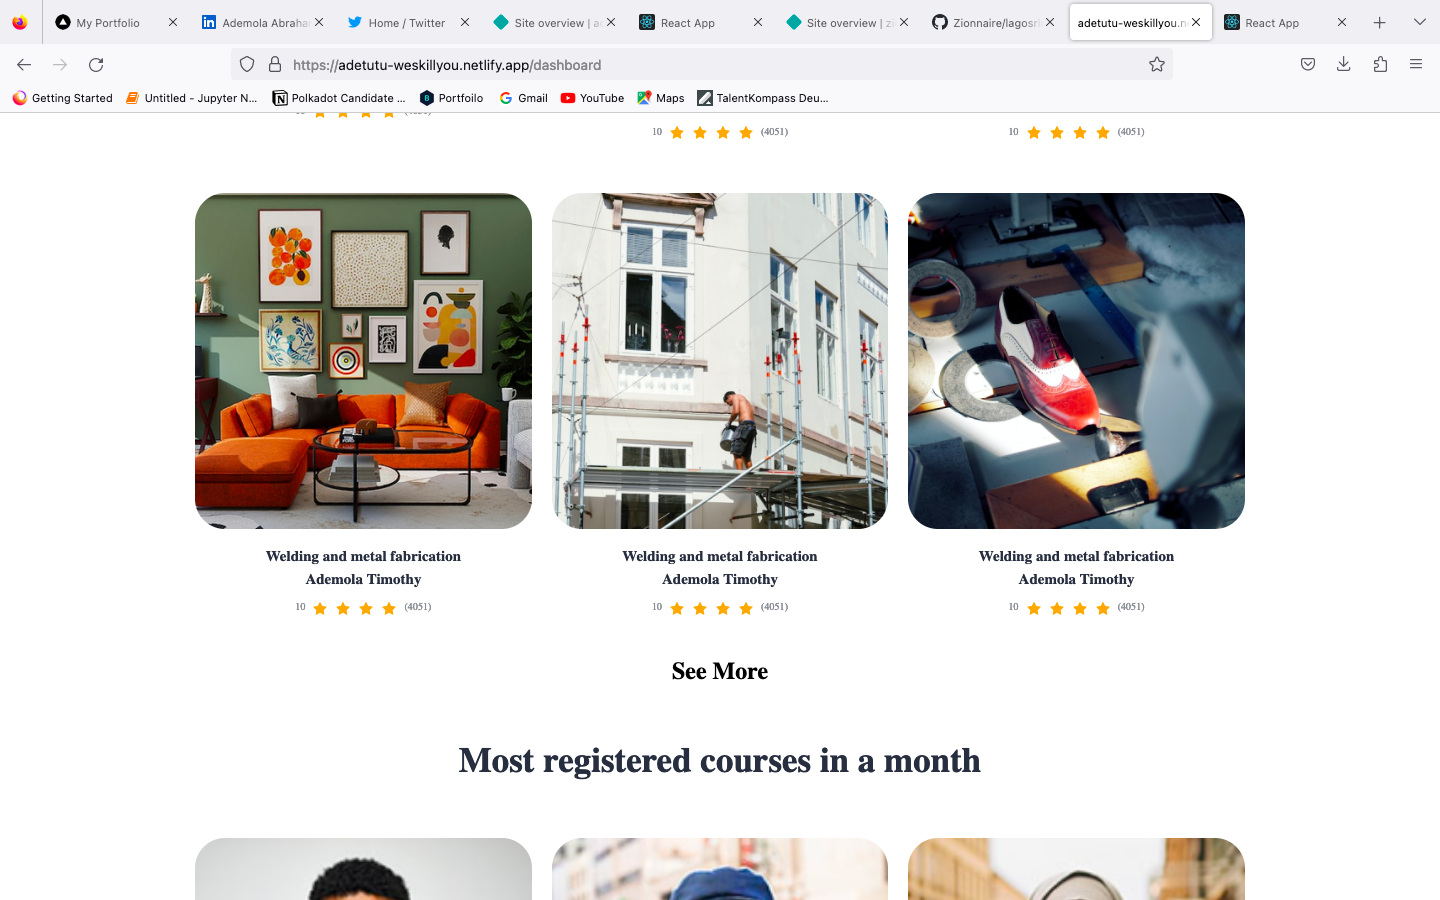 My Portfolio
Ademola Abraha
Home / Twitter
Site overview | a
React App
Site overview | z
Zionnaire/lagosri
adetutu-weskillyou.n
React App
https://adetutu-weskillyou.netlify.app/dashboard
Getting Started
Untitled - Jupyter N...
Polkadot Candidate ...
Portfoilo
Gmail
YouTube
Maps
TalentKompass Deu...
10 (4051)
10 (4051)
Welding and metal fabrication
Ademola Timothy
10 (4051)
Welding and metal fabrication
Ademola Timothy
10 (4051)
Welding and metal fabrication
Ademola Timothy
10 (4051)
See More
Most registered courses in a month